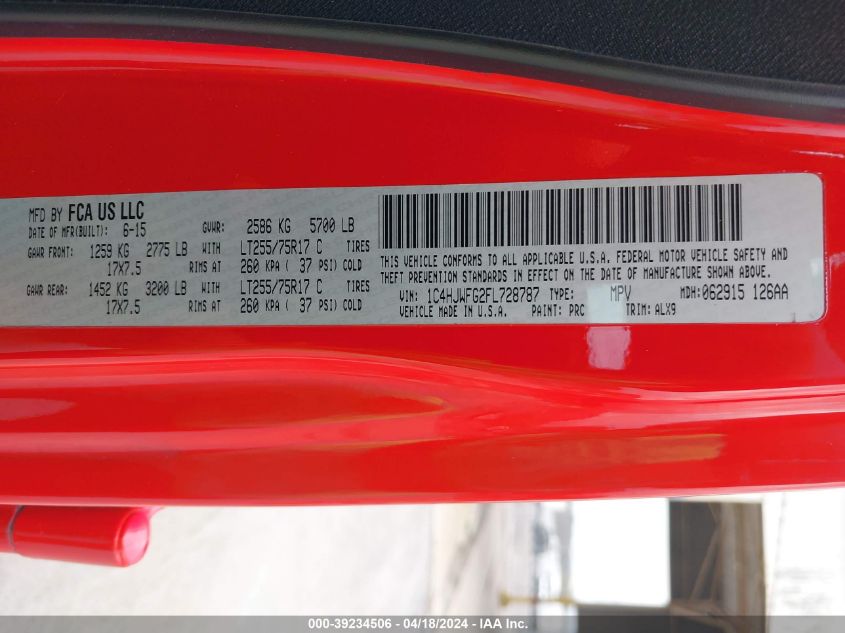 MFD BY FCA US LLC
DATE OF MFR(BUILT): 6-15 GVWR: 2586 KG 5700 LB
GAWR FRONT: 1259 KG 2775 LB WITH LT255/75R17 C TIRES
17X7.5 RIMS AT 260 KPA ( 37 PSI) COLD
GAWR REAR: 1452 KG 3200 LB WITH LT255/75R17 C TIRES
17X7.5 RIMS AT 260 KPA ( 37 PSI) COLD
THIS VEHICLE CONFORMS TO ALL APPLICABLE U.S.A. FEDERAL MOTOR VEHICLE SAFETY AND
THEFT PREVENTION STANDARDS IN EFFECT ON THE DATE OF MANUFACTURE SHOWN ABOVE.
VIN: 1C4HJWFG2FL728787 TYPE: MPV MDH:062915 126AA
VEHICLE MADE IN U.S.A. PAINT: PRC TRIM: ALX9
000-39234506 - 04/18/2024 - IAA Inc.